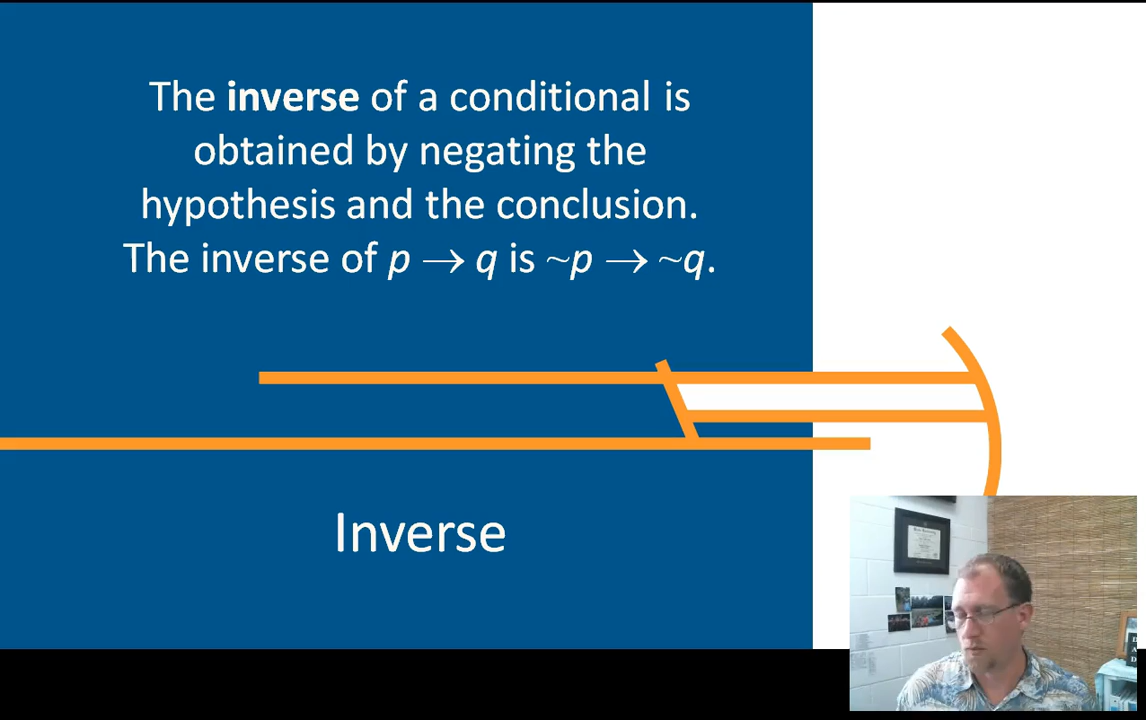 The inverse of a conditional is
obtained by negating the
hypothesis and the conclusion.
The inverse of p → q is ~p → ~q.
Inverse